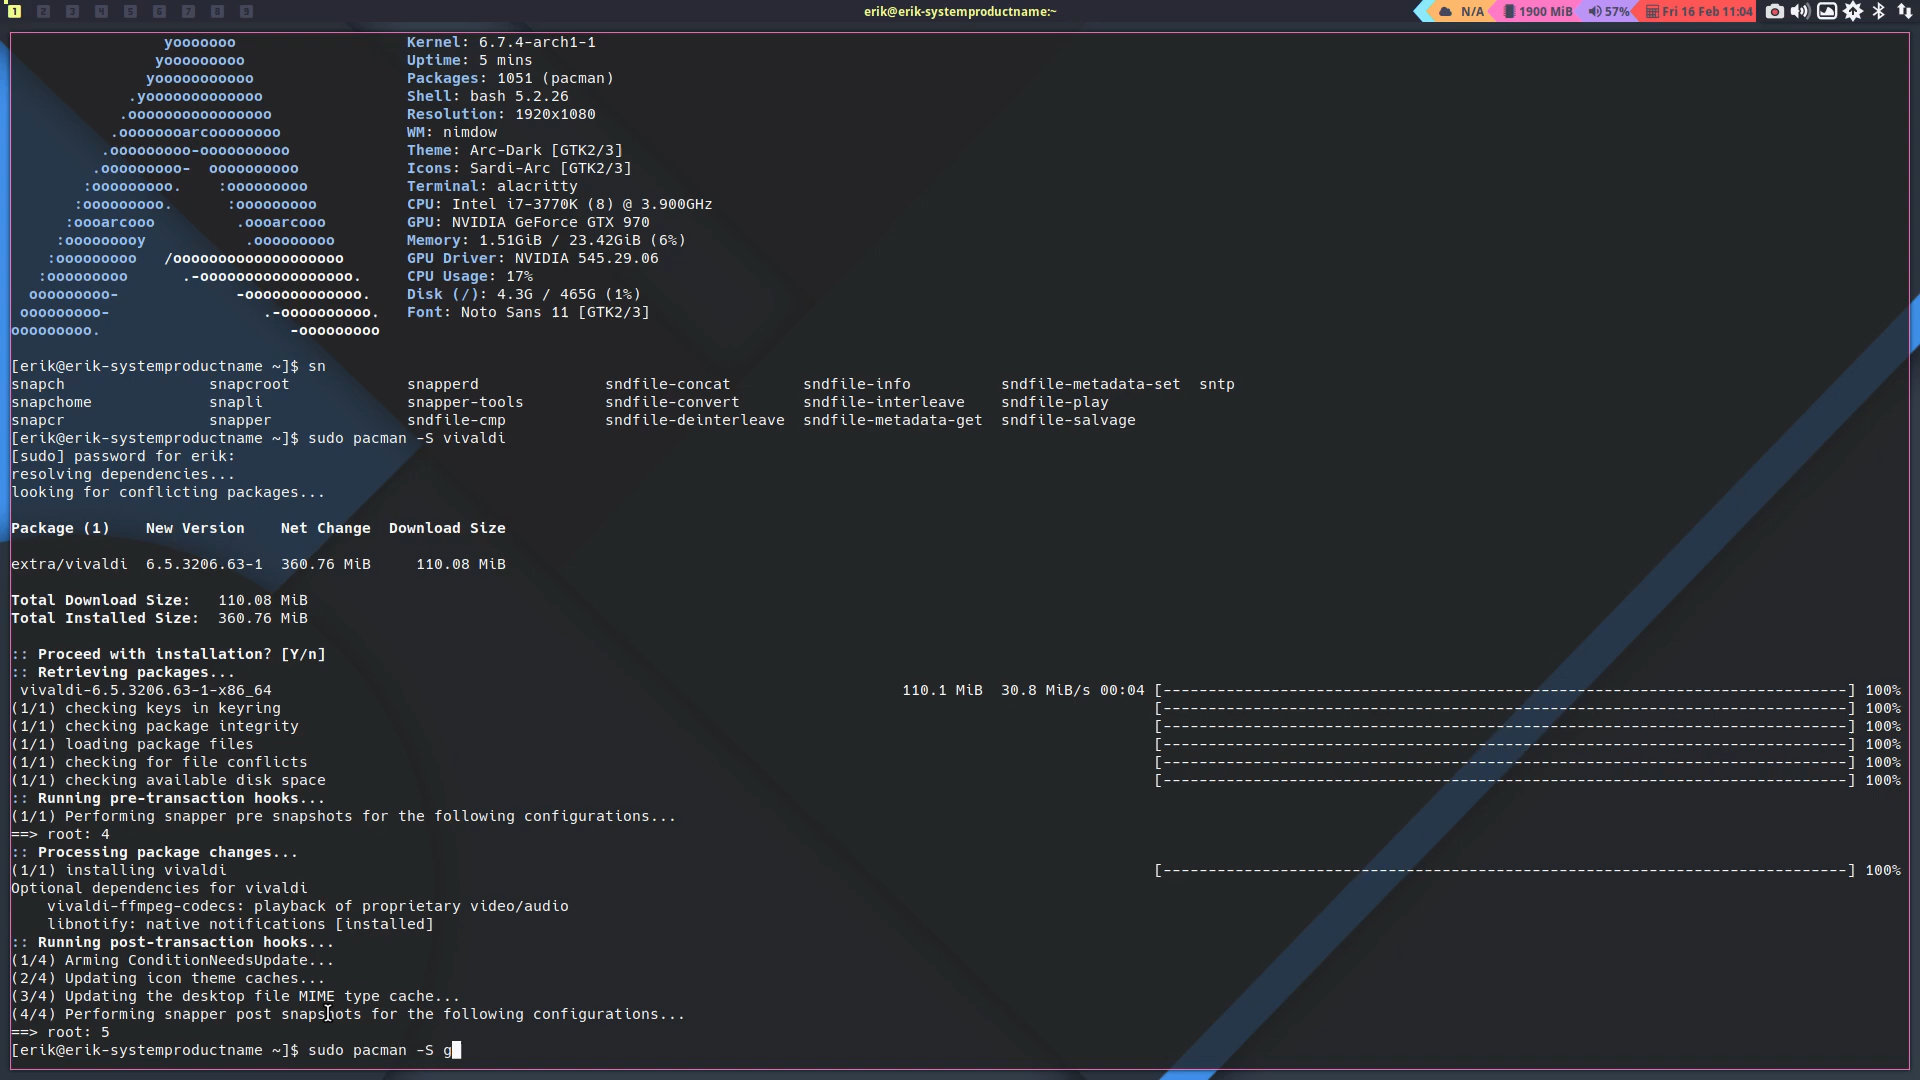 1 2 3 4 5 6 7 8 9 erik@erik-systemproductname:~ N/A 1900 MiB 57% Fri 16 Feb 11:04
yooooooo Kernel: 6.7.4-arch1-1
yooooooooo Uptime: 5 mins
yooooooooooo Packages: 1051 (pacman)
.yooooooooooooo Shell: bash 5.2.26
.ooooooooooooooo Resolution: 1920x1080
.oooooooarcoooooooo WM: nimdow
.ooooooooo-oooooooooo Theme: Arc-Dark [GTK2/3]
.ooooooooo- oooooooooo Icons: Sardi-Arc [GTK2/3]
:ooooooooo. :ooooooooo Terminal: alacritty
:ooooooooo. :ooooooooo CPU: Intel i7-3770K (8) @ 3.900GHz
:oooarcooo .oooarcooo GPU: NVIDIA GeForce GTX 970
:ooooooooy .ooooooooo Memory: 1.51GiB / 23.42GiB (6%)
:ooooooooo /ooooooooooooooooooo GPU Driver: NVIDIA 545.29.06
:ooooooooo .-ooooooooooooooooo. CPU Usage: 17%
ooooooooo- -ooooooooooooo. Disk (/): 4.3G / 465G (1%)
ooooooooo- .-oooooooooo. Font: Noto Sans 11 [GTK2/3]
ooooooooo. -ooooooooo
[erik@erik-systemproductname ~]$ sn
snapch snapcroot snapperd sndfile-concat sndfile-info sndfile-metadata-set sntp
snapchome snapli snapper-tools sndfile-convert sndfile-interleave sndfile-play
snapcr snapper sndfile-cmp sndfile-deinterleave sndfile-metadata-get sndfile-salvage
[erik@erik-systemproductname ~]$ sudo pacman -S vivaldi
[sudo] password for erik:
resolving dependencies...
looking for conflicting packages...
Package (1) New Version Net Change Download Size
extra/vivaldi 6.5.3206.63-1 360.76 MiB 110.08 MiB
Total Download Size: 110.08 MiB
Total Installed Size: 360.76 MiB
:: Proceed with installation? [Y/n]
:: Retrieving packages...
vivaldi-6.5.3206.63-1-x86_64 110.1 MiB 30.8 MiB/s 00:04 [-----------------------------------------------------------------------------] 100%
(1/1) checking keys in keyring [-----------------------------------------------------------------------------] 100%
(1/1) checking package integrity [-----------------------------------------------------------------------------] 100%
(1/1) loading package files [-----------------------------------------------------------------------------] 100%
(1/1) checking for file conflicts [-----------------------------------------------------------------------------] 100%
(1/1) checking available disk space [-----------------------------------------------------------------------------] 100%
:: Running pre-transaction hooks...
(1/1) Performing snapper pre snapshots for the following configurations...
==> root: 4
:: Processing package changes...
(1/1) installing vivaldi [-----------------------------------------------------------------------------] 100%
Optional dependencies for vivaldi
vivaldi-ffmpeg-codecs: playback of proprietary video/audio
libnotify: native notifications [installed]
:: Running post-transaction hooks...
(1/4) Arming ConditionNeedsUpdate...
(2/4) Updating icon theme caches...
(3/4) Updating the desktop file MIME type cache...
(4/4) Performing snapper post snapshots for the following configurations...
==> root: 5
[erik@erik-systemproductname ~]$ sudo pacman -S g